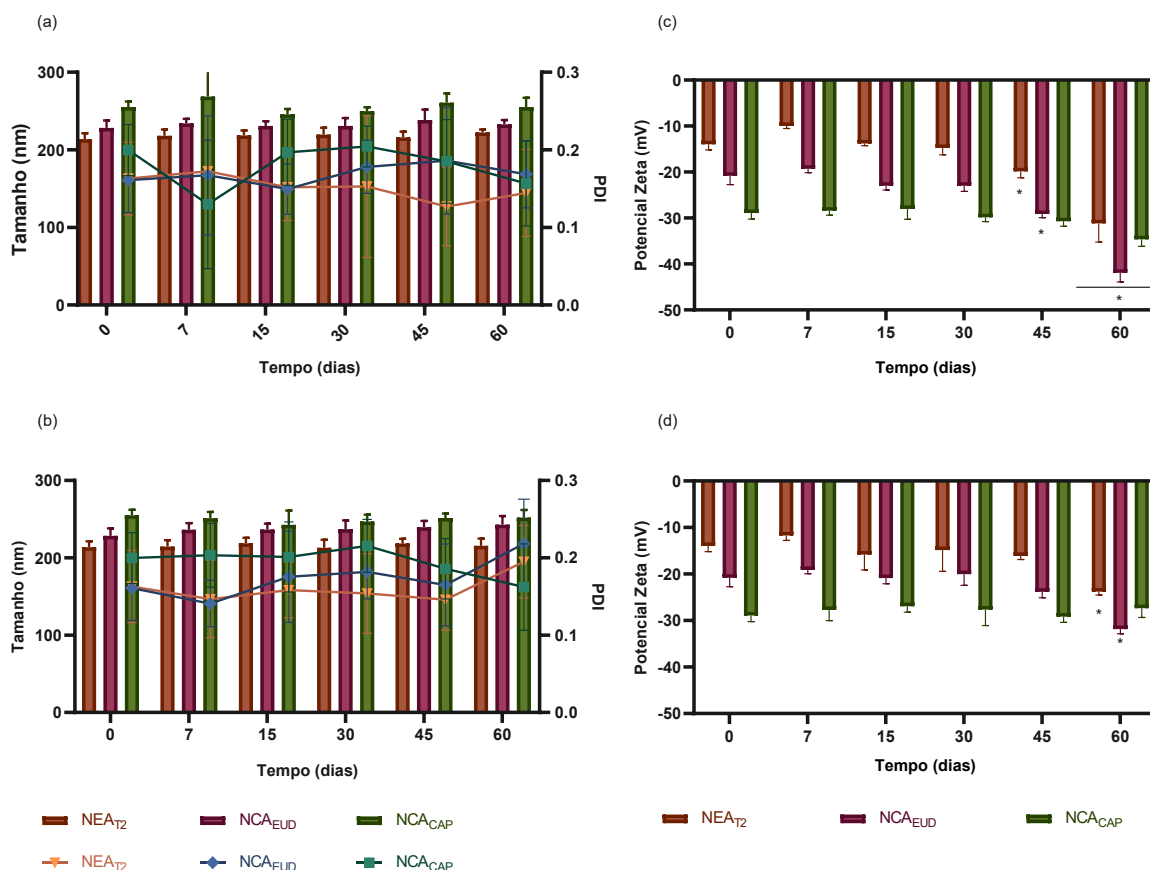 (a)
300
200
100
0
Tamanho (nm)
0.3
0.2
0.1
0.0
PDI
0 7 15 30 45 60
Tempo (dias)
(c)
0
-10
-20
-30
-40
-50
Potencial Zeta (mV)
* * *
0 7 15 30 45 60
Tempo (dias)
(b)
300
200
100
0
Tamanho (nm)
0.3
0.2
0.1
0.0
PDI
0 7 15 30 45 60
Tempo (dias)
(d)
0
-10
-20
-30
-40
-50
Potencial Zeta (mV)
* *
0 7 15 30 45 60
Tempo (dias)
NEAT2 NCAEUD NCACAP
NEAT2 NCAEUD NCACAP
NEAT2 NCAEUD NCACAP